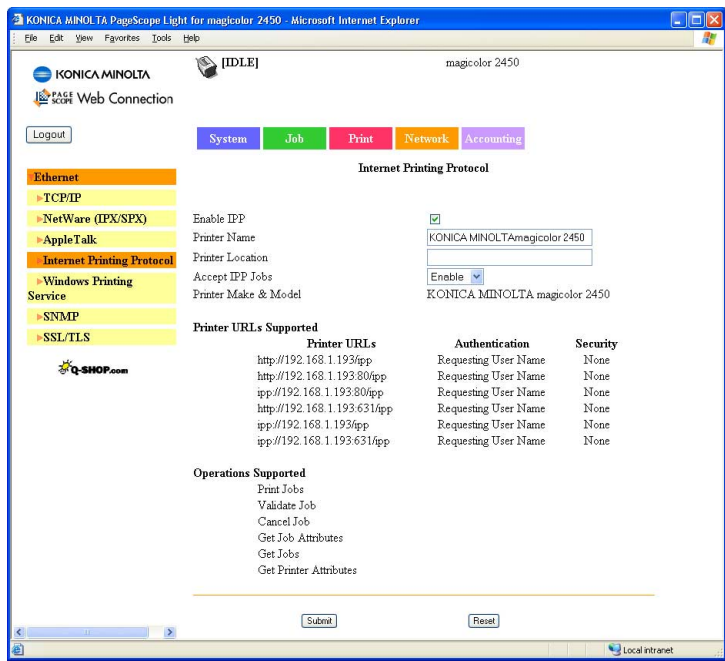 KONICA MINOLTA PageScope Light for magicolor 2450 - Microsoft Internet Explorer
File Edit View Favorites Tools Help
KONICA MINOLTA
PAGE SCOPE Web Connection
[IDLE] magicolor 2450
Logout
System Job Print Network Accounting
Internet Printing Protocol
Ethernet
TCP/IP
NetWare (IPX/SPX)
AppleTalk
Internet Printing Protocol
Windows Printing
Service
SNMP
SSL/TLS
Q-SHOP.com
Enable IPP
Printer Name KONICA MINOLTAmagicolor 2450
Printer Location
Accept IPP Jobs Enable
Printer Make & Model KONICA MINOLTA magicolor 2450
Printer URLs Supported
Printer URLs Authentication Security
http://192.168.1.193/ipp Requesting User Name None
http://192.168.1.193:80/ipp Requesting User Name None
ipp://192.168.1.193:80/ipp Requesting User Name None
http://192.168.1.193:631/ipp Requesting User Name None
ipp://192.168.1.193/ipp Requesting User Name None
ipp://192.168.1.193:631/ipp Requesting User Name None
Operations Supported
Print Jobs
Validate Job
Cancel Job
Get Job Attributes
Get Jobs
Get Printer Attributes
Submit Reset
Local intranet